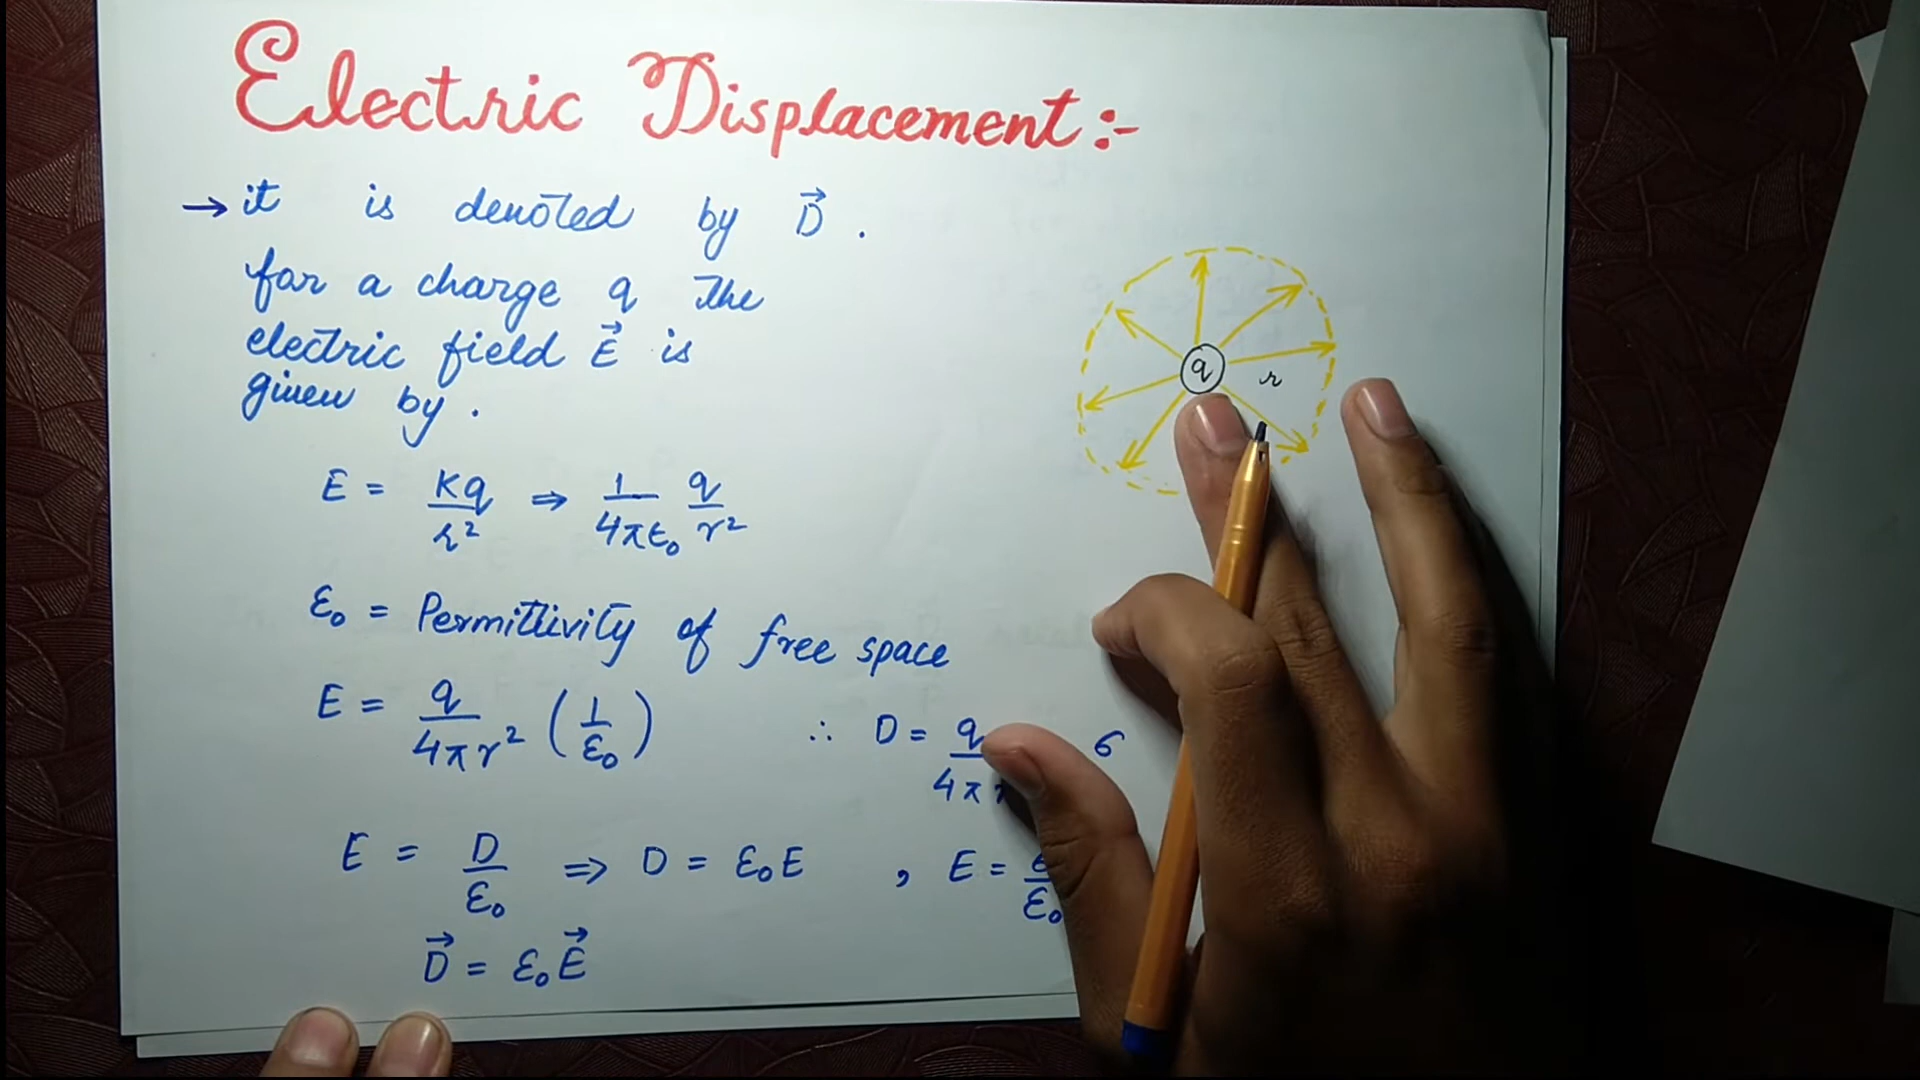 Electric Displacement:-
→ it is denoted by D⃗ .
for a charge q The
electric field E⃗ is
given by .
q
r
E = Kq/r² ⇒ 1/4πε₀ q/r²
ε₀ = Permittivity of free space
E = q/4πr² (1/ε₀) ∴ D = q/4π
E = D/ε₀ ⇒ D = ε₀E , E =
D⃗ = ε₀E⃗